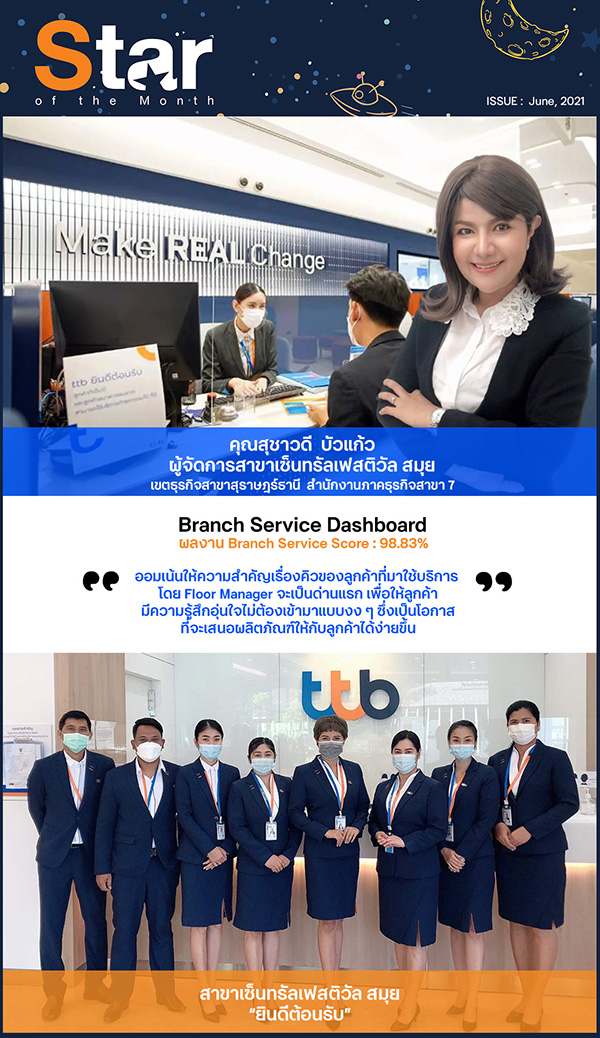 Star
of the Month
ISSUE : June, 2021
Make REAL Change
ttb ยินดีต้อนรับ
ttb
คุณสุชาวดี บัวแก้ว
ผู้จัดการสาขาเซ็นทรัลเฟสติวัล สมุย
เขตธุรกิจสาขาสุราษฎร์ธานี สำนักงานภาคธุรกิจสาขา 7
Branch Service Dashboard
ผลงาน Branch Service Score : 98.83%
“ ออมเน้นให้ความสำคัญเรื่องคิวของลูกค้าที่มาใช้บริการ ”
โดย Floor Manager จะเป็นด่านแรก เพื่อให้ลูกค้า
มีความรู้สึกอุ่นใจไม่ต้องเข้ามาแบบงง ๆ ซึ่งเป็นโอกาส
ที่จะเสนอผลิตภัณฑ์ให้กับลูกค้าได้ง่ายขึ้น
ttb
สาขาเซ็นทรัลเฟสติวัล สมุย
“ยินดีต้อนรับ”